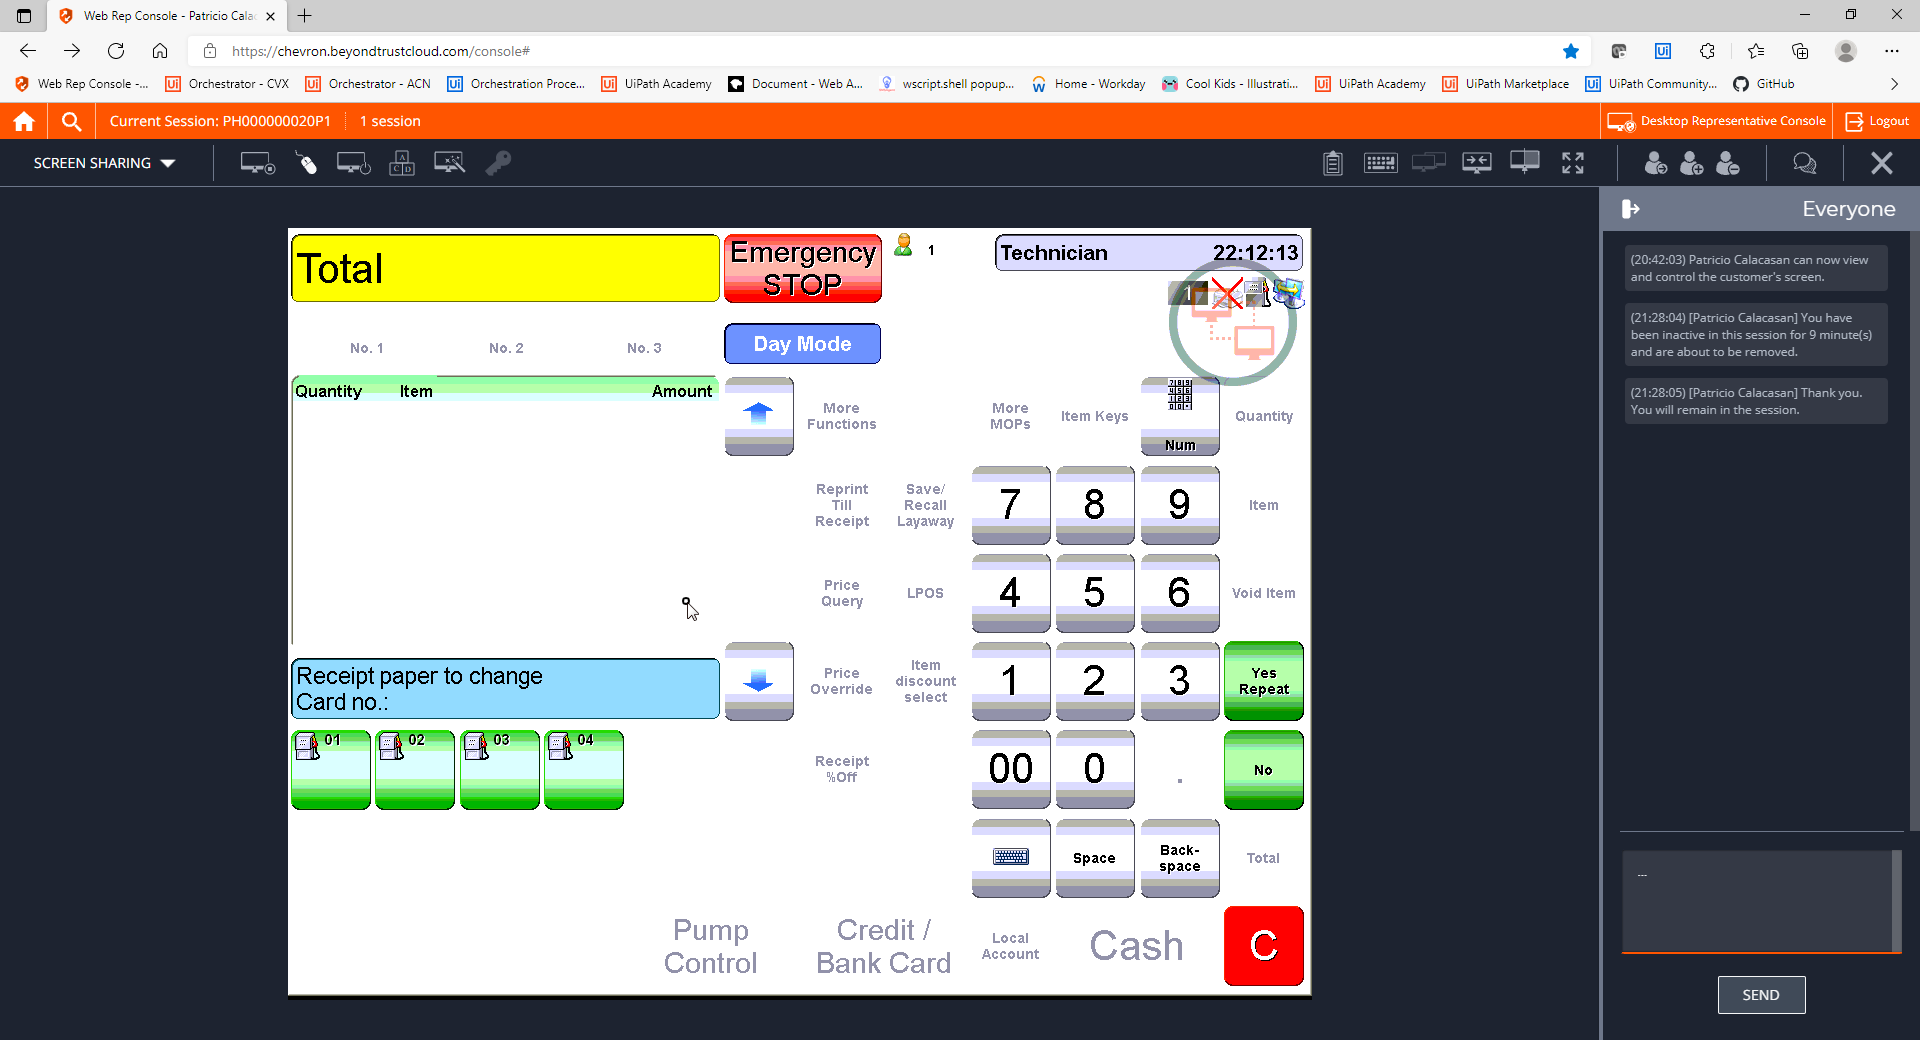 Web Rep Console - Patricio Cala
https://chevron.beyondtrustcloud.com/console#
Web Rep Console -...
Orchestrator - CVX
Orchestrator - ACN
Orchestration Proce...
UiPath Academy
Document - Web A...
wscript.shell popup...
Home - Workday
Cool Kids - Illustrati...
UiPath Academy
UiPath Marketplace
UiPath Community...
GitHub
Current Session: PH000000020P1
1 session
Desktop Representative Console
Logout
SCREEN SHARING
Everyone
(20:42:03) Patricio Calacasan can now view
and control the customer's screen.
(21:28:04) [Patricio Calacasan] You have
been inactive in this session for 9 minute(s)
and are about to be removed.
(21:28:05) [Patricio Calacasan] Thank you.
You will remain in the session.
---
SEND
Total
Emergency
STOP
1
Technician
22:12:13
1
No. 1
No. 2
No. 3
Day Mode
Quantity
Item
Amount
More
Functions
More
MOPs
Item Keys
Num
Quantity
Reprint
Till
Receipt
Save/
Recall
Layaway
7
8
9
Item
Price
Query
LPOS
4
5
6
Void Item
Receipt paper to change
Card no.:
Price
Override
Item
discount
select
1
2
3
Yes
Repeat
01
02
03
04
Receipt
%Off
00
0
.
No
Space
Back-
space
Total
Pump
Control
Credit /
Bank Card
Local
Account
Cash
C